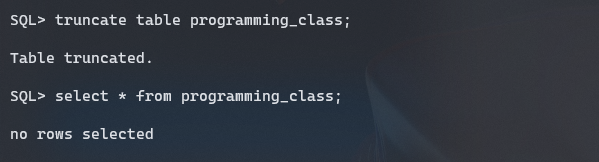 SQL> truncate table programming_class;
Table truncated.
SQL> select * from programming_class;
no rows selected